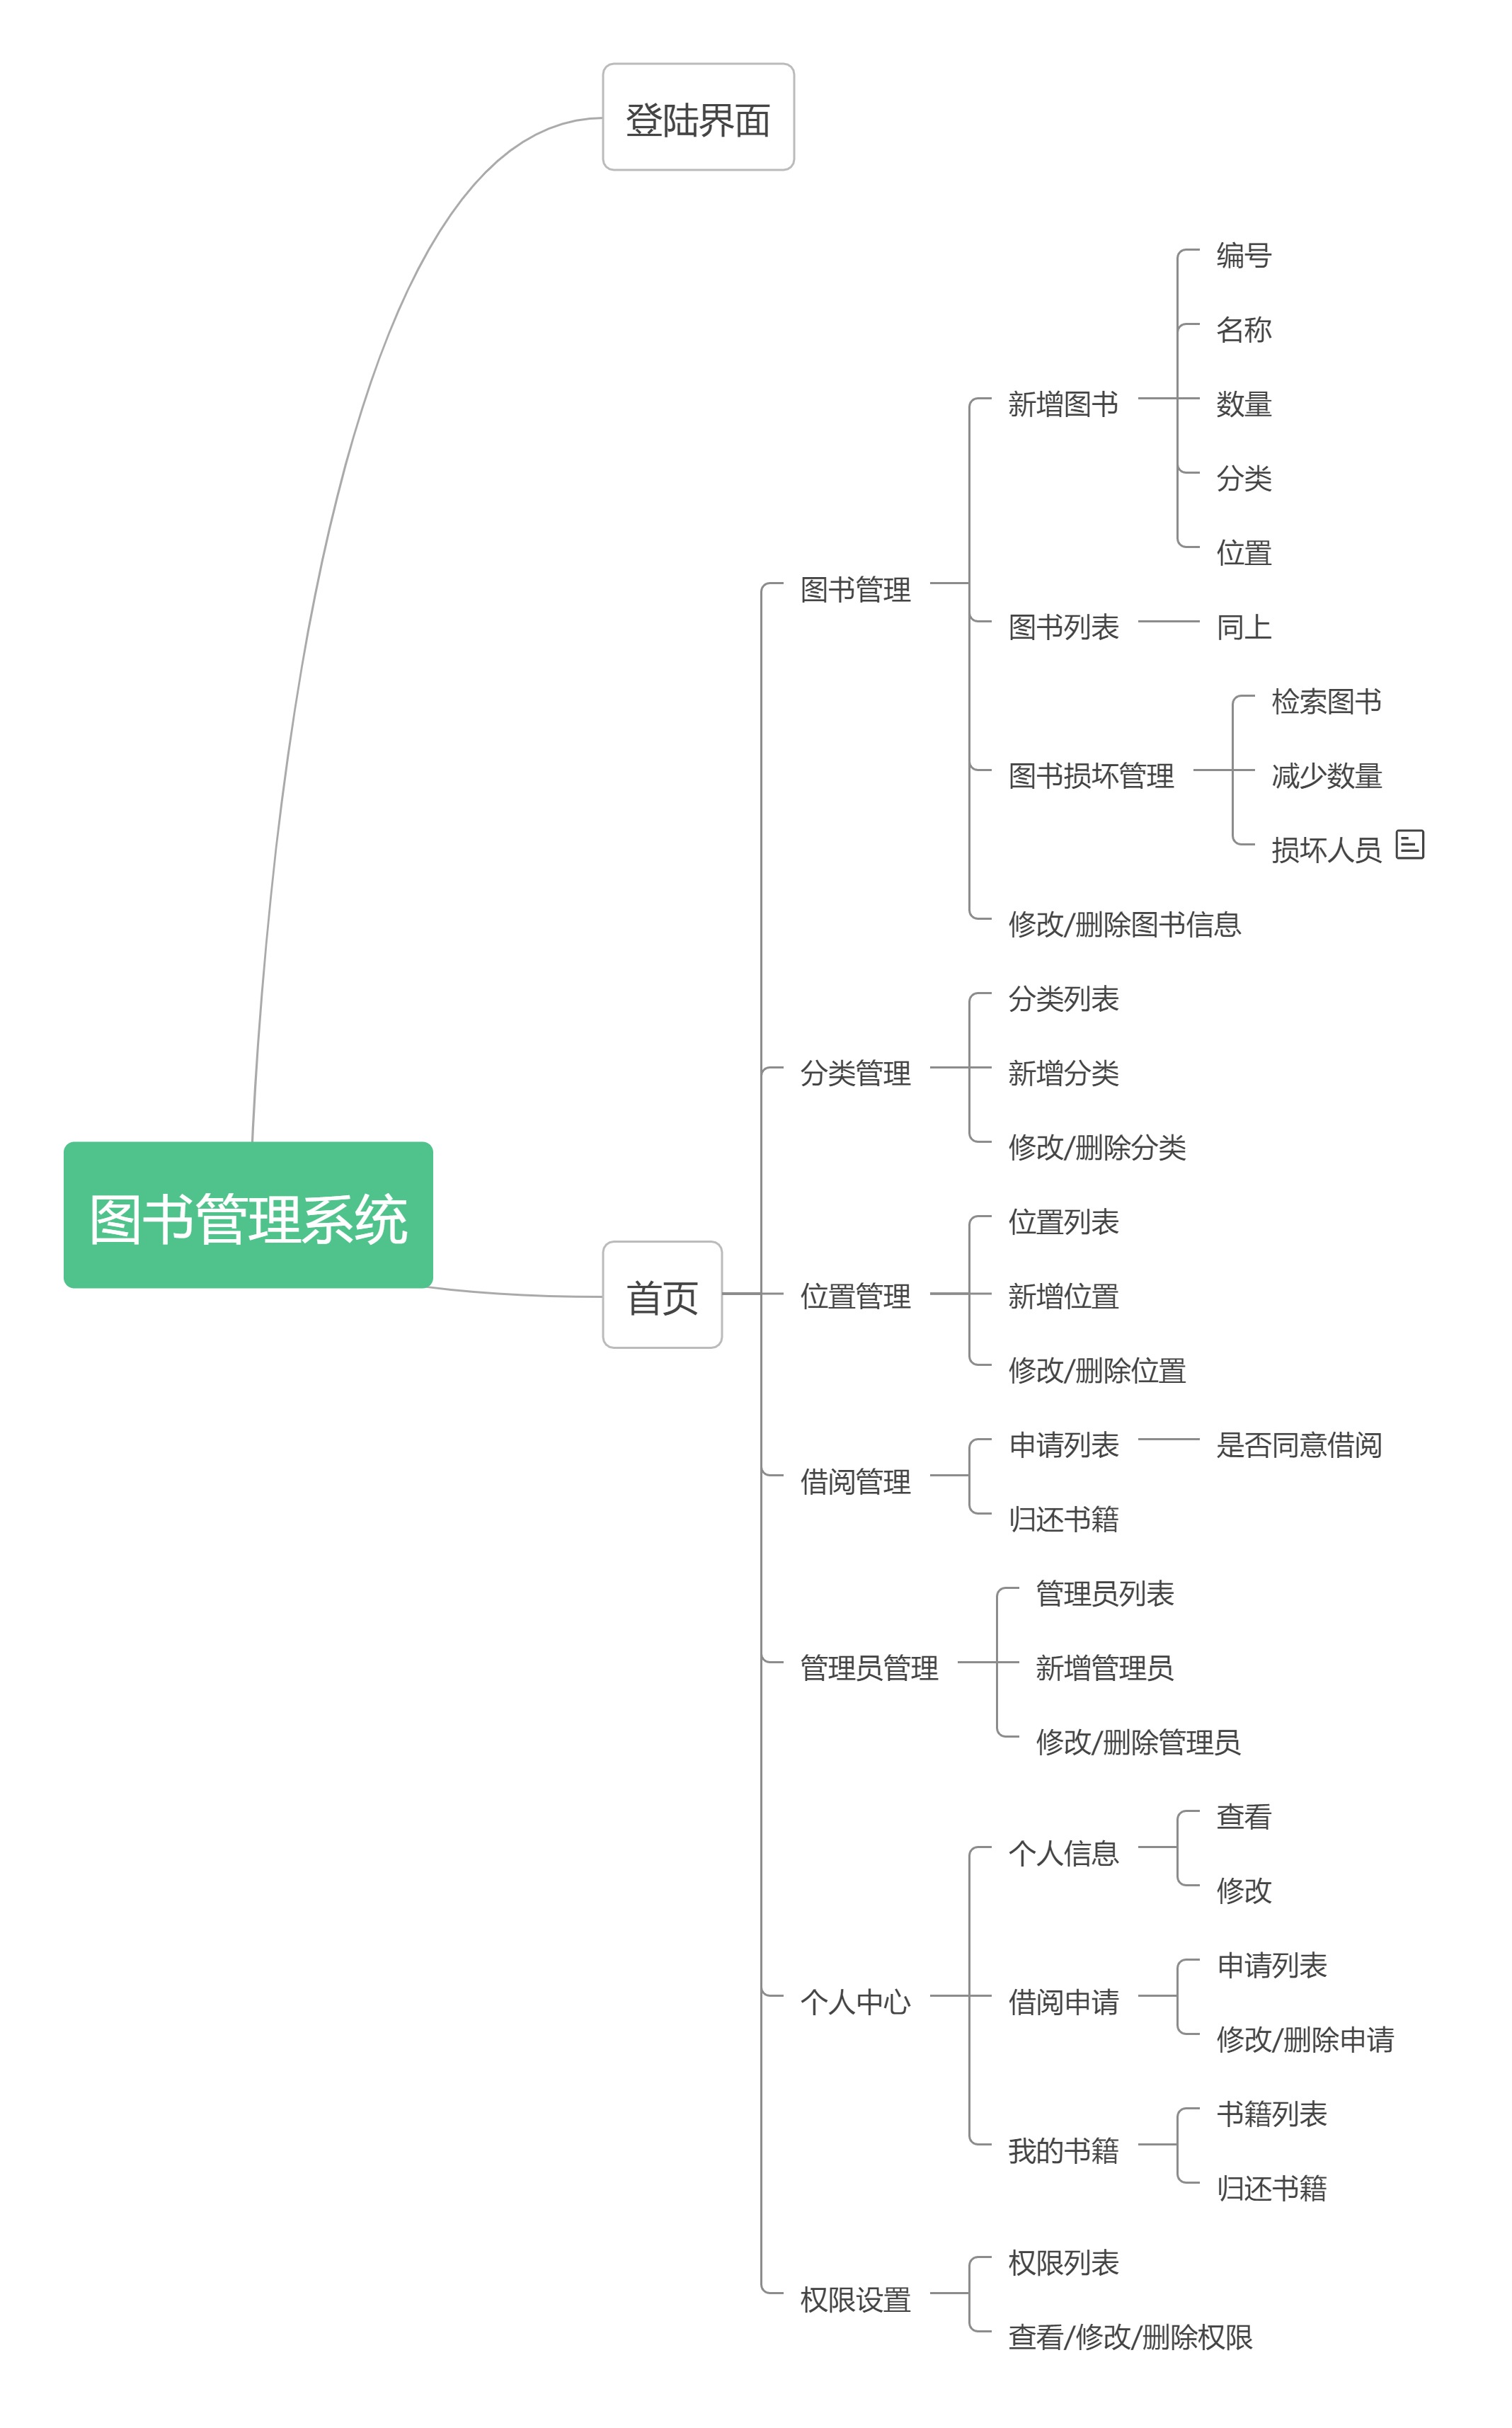 登陆界面
编号
名称
新增图书
数量
分类
位置
图书管理
图书列表
同上
检索图书
图书损坏管理
减少数量
损坏人员
修改/删除图书信息
分类列表
分类管理
新增分类
修改/删除分类
图书管理系统
首页
位置列表
位置管理
新增位置
修改/删除位置
申请列表
是否同意借阅
借阅管理
归还书籍
管理员列表
管理员管理
新增管理员
修改/删除管理员
查看
个人信息
修改
申请列表
个人中心
借阅申请
修改/删除申请
书籍列表
我的书籍
归还书籍
权限列表
权限设置
查看/修改/删除权限